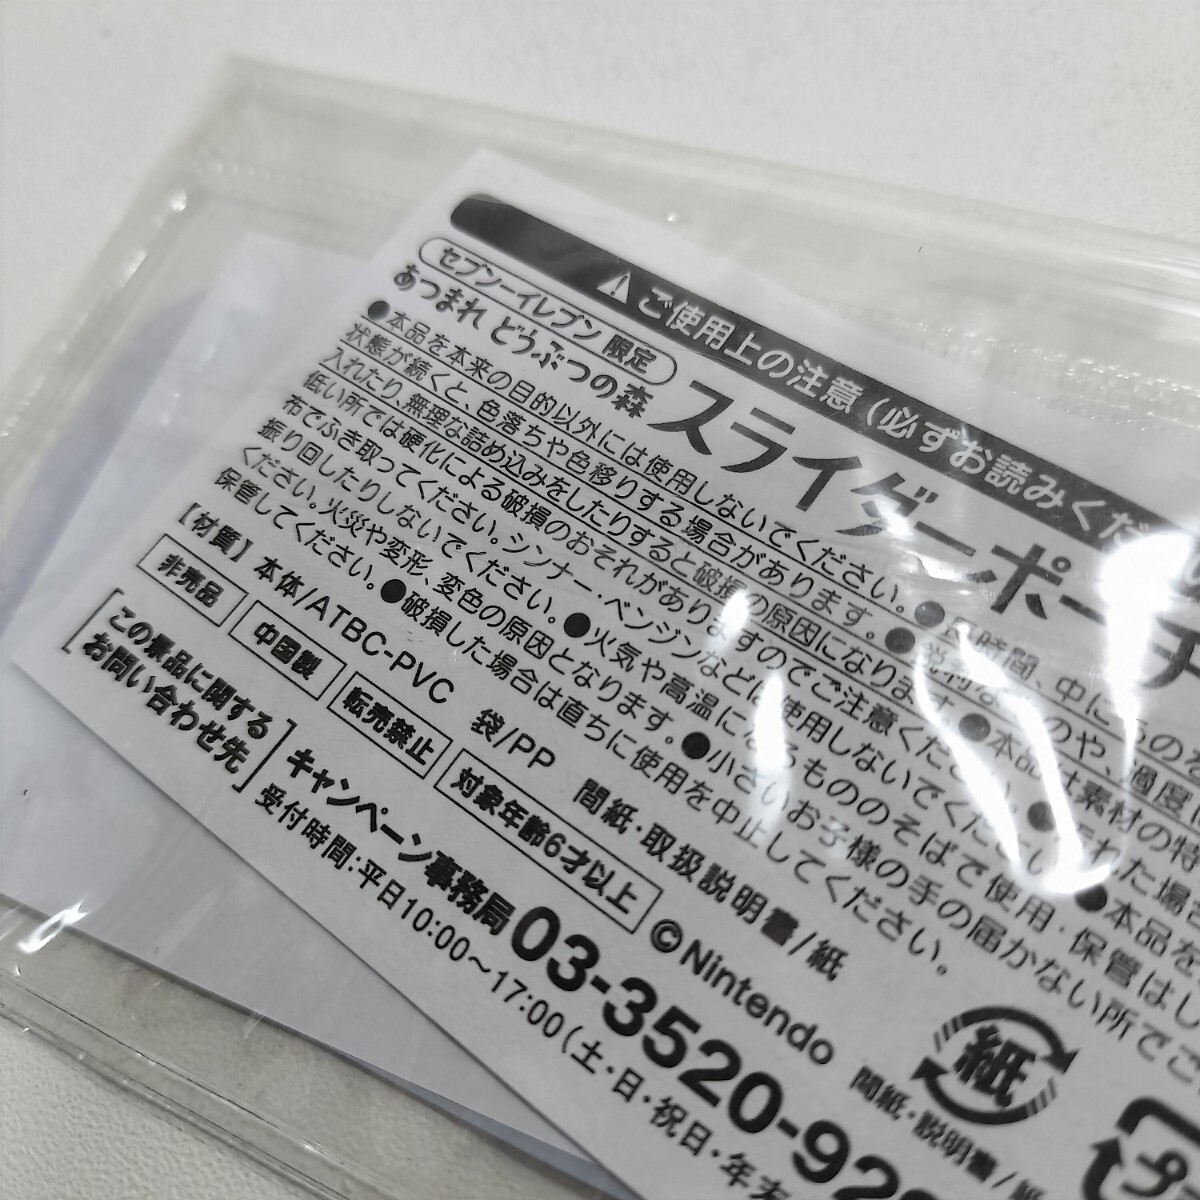 ⚠ご使用上の注意（必ずお読みくだ
セブン－イレブン 限定
あつまれ どうぶつの森
スライダーポーチ
●本品を本来の目的以外には使用しないでください。●長時間、中にものを
状態が続くと、色落ちや色移りする場合があります。●
入れたり、無理な詰め込みをしたりすると破損の原因になります。●本品は素材の特
低い所では硬化による破損のおそれがありますのでご注意ください。
布でふき取ってください。シンナー・ベンジンなどは使用しないでください。●本品を
振り回したりしないでください。●火気や高温になるもののそばで使用・保管はし
ください。火災や変形、変色の原因となります。●小さいお子様の手の届かない所でご
保管してください。●破損した場合は直ちに使用を中止してください。
【材質】本体/ATBC-PVC 袋/PP 間紙・取扱説明書/紙
非売品 中国製 転売禁止 対象年齢6才以上 ©Nintendo
この景品に関する
お問い合わせ先
キャンペーン事務局 03-3520-92
受付時間：平日10:00～17:00（土・日・祝日・年
紙
間紙・説明書/
プ